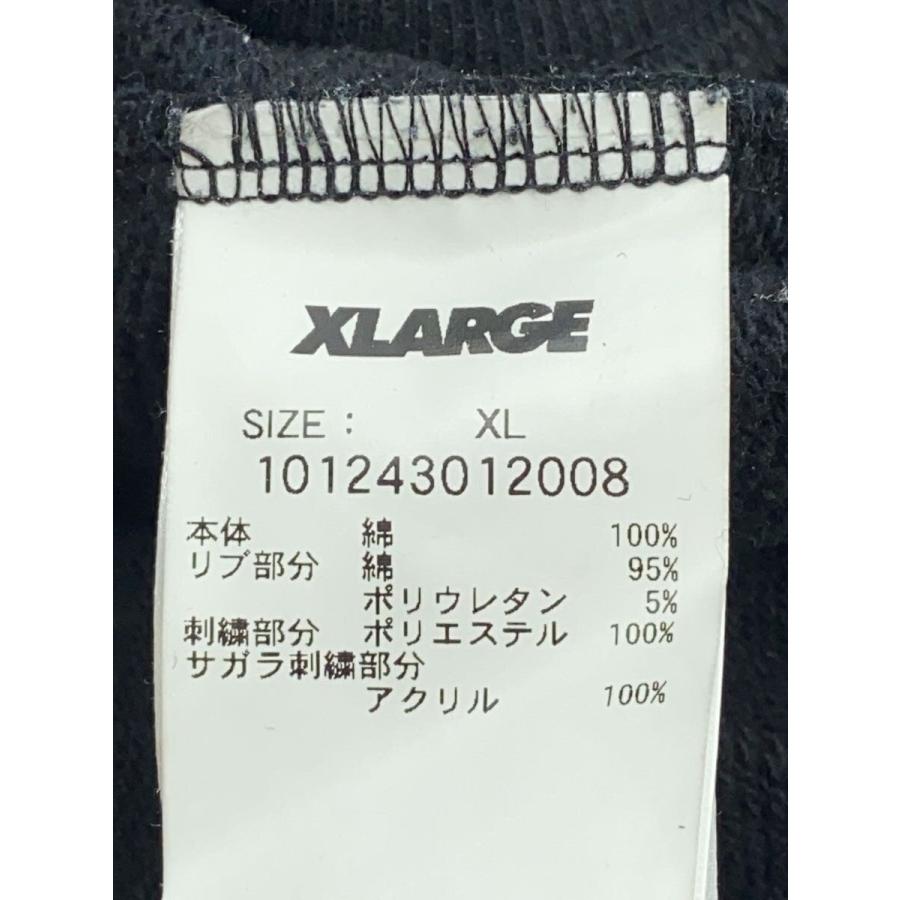 XLARGE
SIZE: XL
101243012008
本体 綿 100%
リブ部分 綿 95%
ポリウレタン 5%
刺繍部分 ポリエステル 100%
サガラ刺繍部分
アクリル 100%